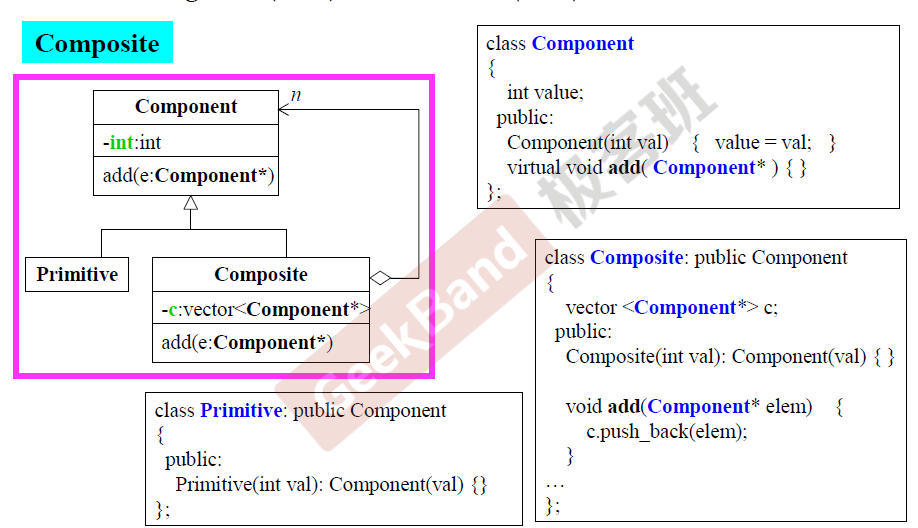 Composite
Component
n
-int:int
add(e:Component*)
Primitive
Composite
-c:vector<Component*>
add(e:Component*)
class Component
{
int value;
public:
Component(int val) { value = val; }
virtual void add( Component* ) { }
};
class Composite: public Component
{
vector <Component*> c;
public:
Composite(int val): Component(val) { }
void add(Component* elem) {
c.push_back(elem);
}
…
};
class Primitive: public Component
{
public:
Primitive(int val): Component(val) {}
};
GeekBand 极客班